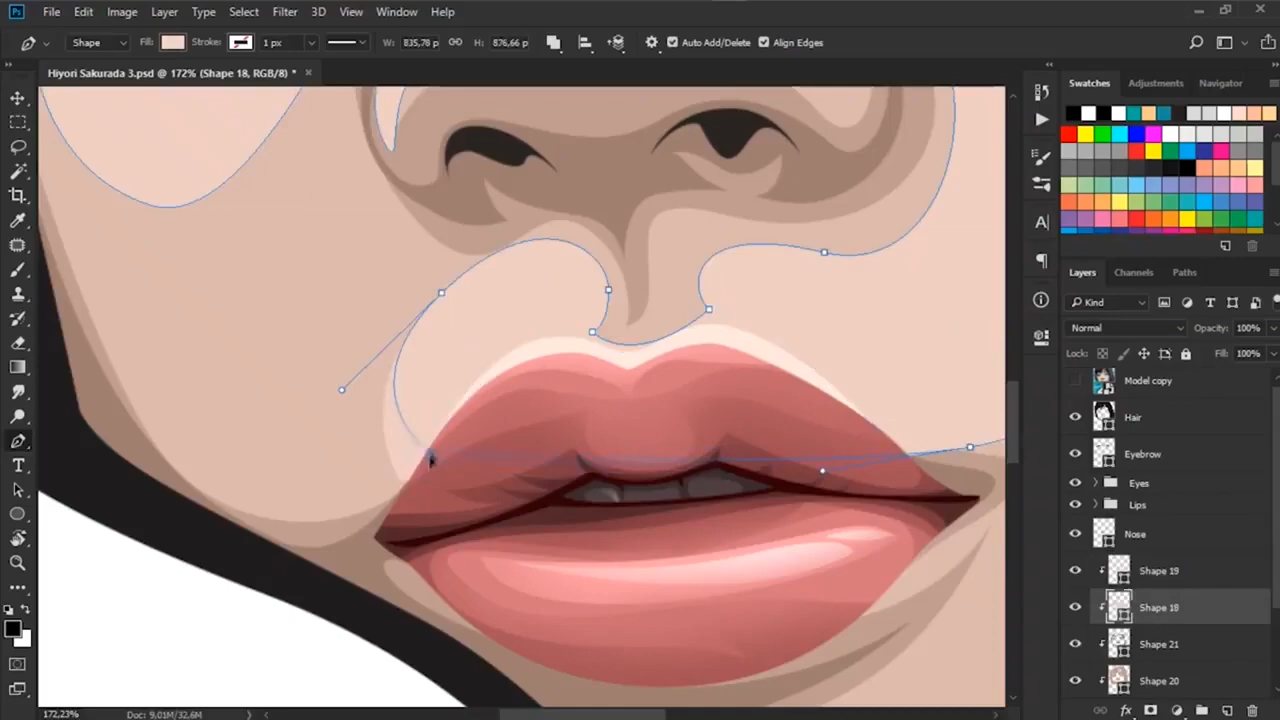 Ps File Edit Image Layer Type Select Filter 3D View Window Help
Shape Fill: Stroke: 1 px W: 835,78 p H: 876,66 p Auto Add/Delete Align Edges
Hiyori Sakurada 3.psd @ 172% (Shape 18, RGB/8) *
Swatches Adjustments Navigator
Layers Channels Paths
Kind
Normal Opacity: 100%
Lock: Fill: 100%
Model copy
Hair
Eyebrow
Eyes
Lips
Nose
Shape 19
Shape 18
Shape 21
Shape 20
172,23% Doc: 9,01M/32,6M